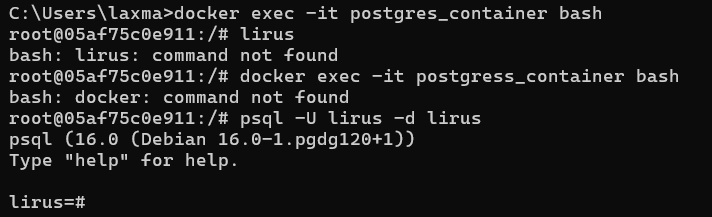 C:\Users\laxma>docker exec -it postgres_container bash
root@05af75c0e911:/# lirus
bash: lirus: command not found
root@05af75c0e911:/# docker exec -it postgress_container bash
bash: docker: command not found
root@05af75c0e911:/# psql -U lirus -d lirus
psql (16.0 (Debian 16.0-1.pgdg120+1))
Type "help" for help.
lirus=#